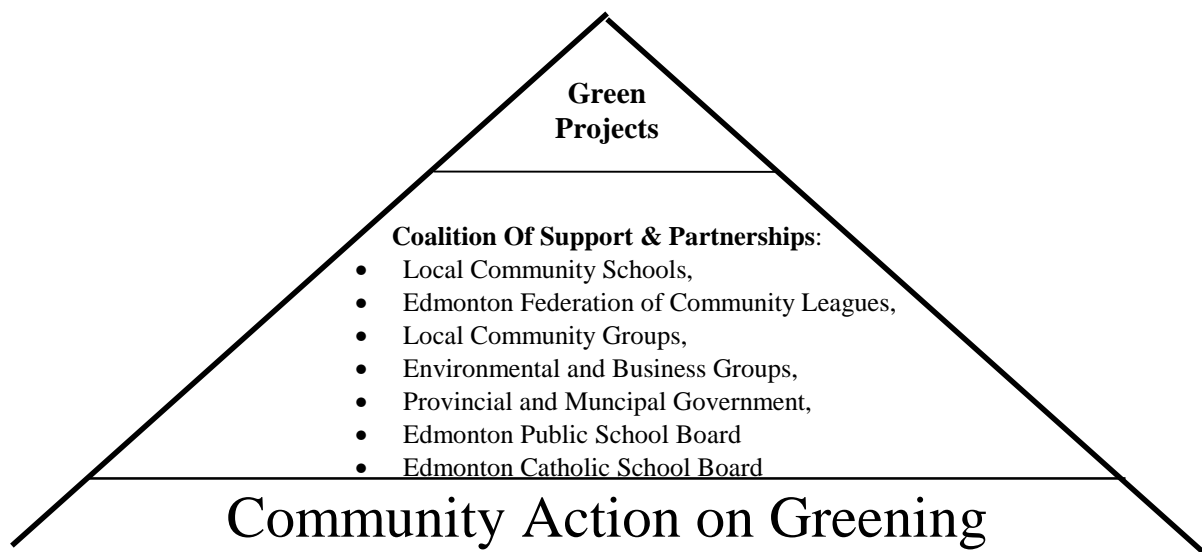 Green
Projects
Coalition Of Support & Partnerships:
• Local Community Schools,
• Edmonton Federation of Community Leagues,
• Local Community Groups,
• Environmental and Business Groups,
• Provincial and Muncipal Government,
• Edmonton Public School Board
• Edmonton Catholic School Board
Community Action on Greening